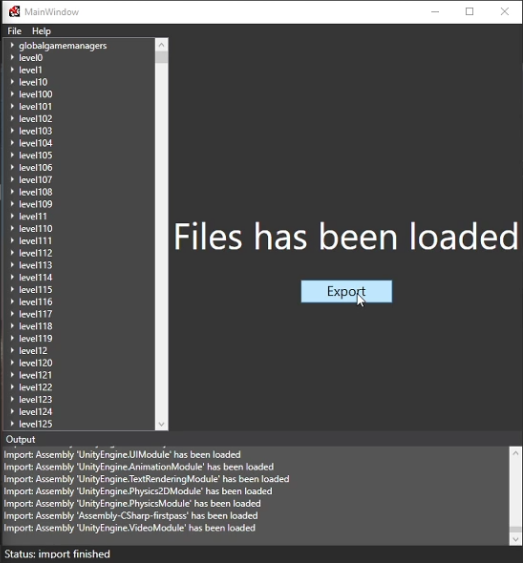 MainWindow
File Help
globalgamemanagers
level0
level1
level10
level100
level101
level102
level103
level104
level105
level106
level107
level108
level109
level11
level110
level111
level112
level113
level114
level115
level116
level117
level118
level119
level12
level120
level121
level122
level123
level124
level125
Files has been loaded
Export
Output
Import: Assembly 'UnityEngine.UIModule' has been loaded
Import: Assembly 'UnityEngine.AnimationModule' has been loaded
Import: Assembly 'UnityEngine.TextRenderingModule' has been loaded
Import: Assembly 'UnityEngine.Physics2DModule' has been loaded
Import: Assembly 'UnityEngine.PhysicsModule' has been loaded
Import: Assembly 'Assembly-CSharp-firstpass' has been loaded
Import: Assembly 'UnityEngine.VideoModule' has been loaded
Status: import finished